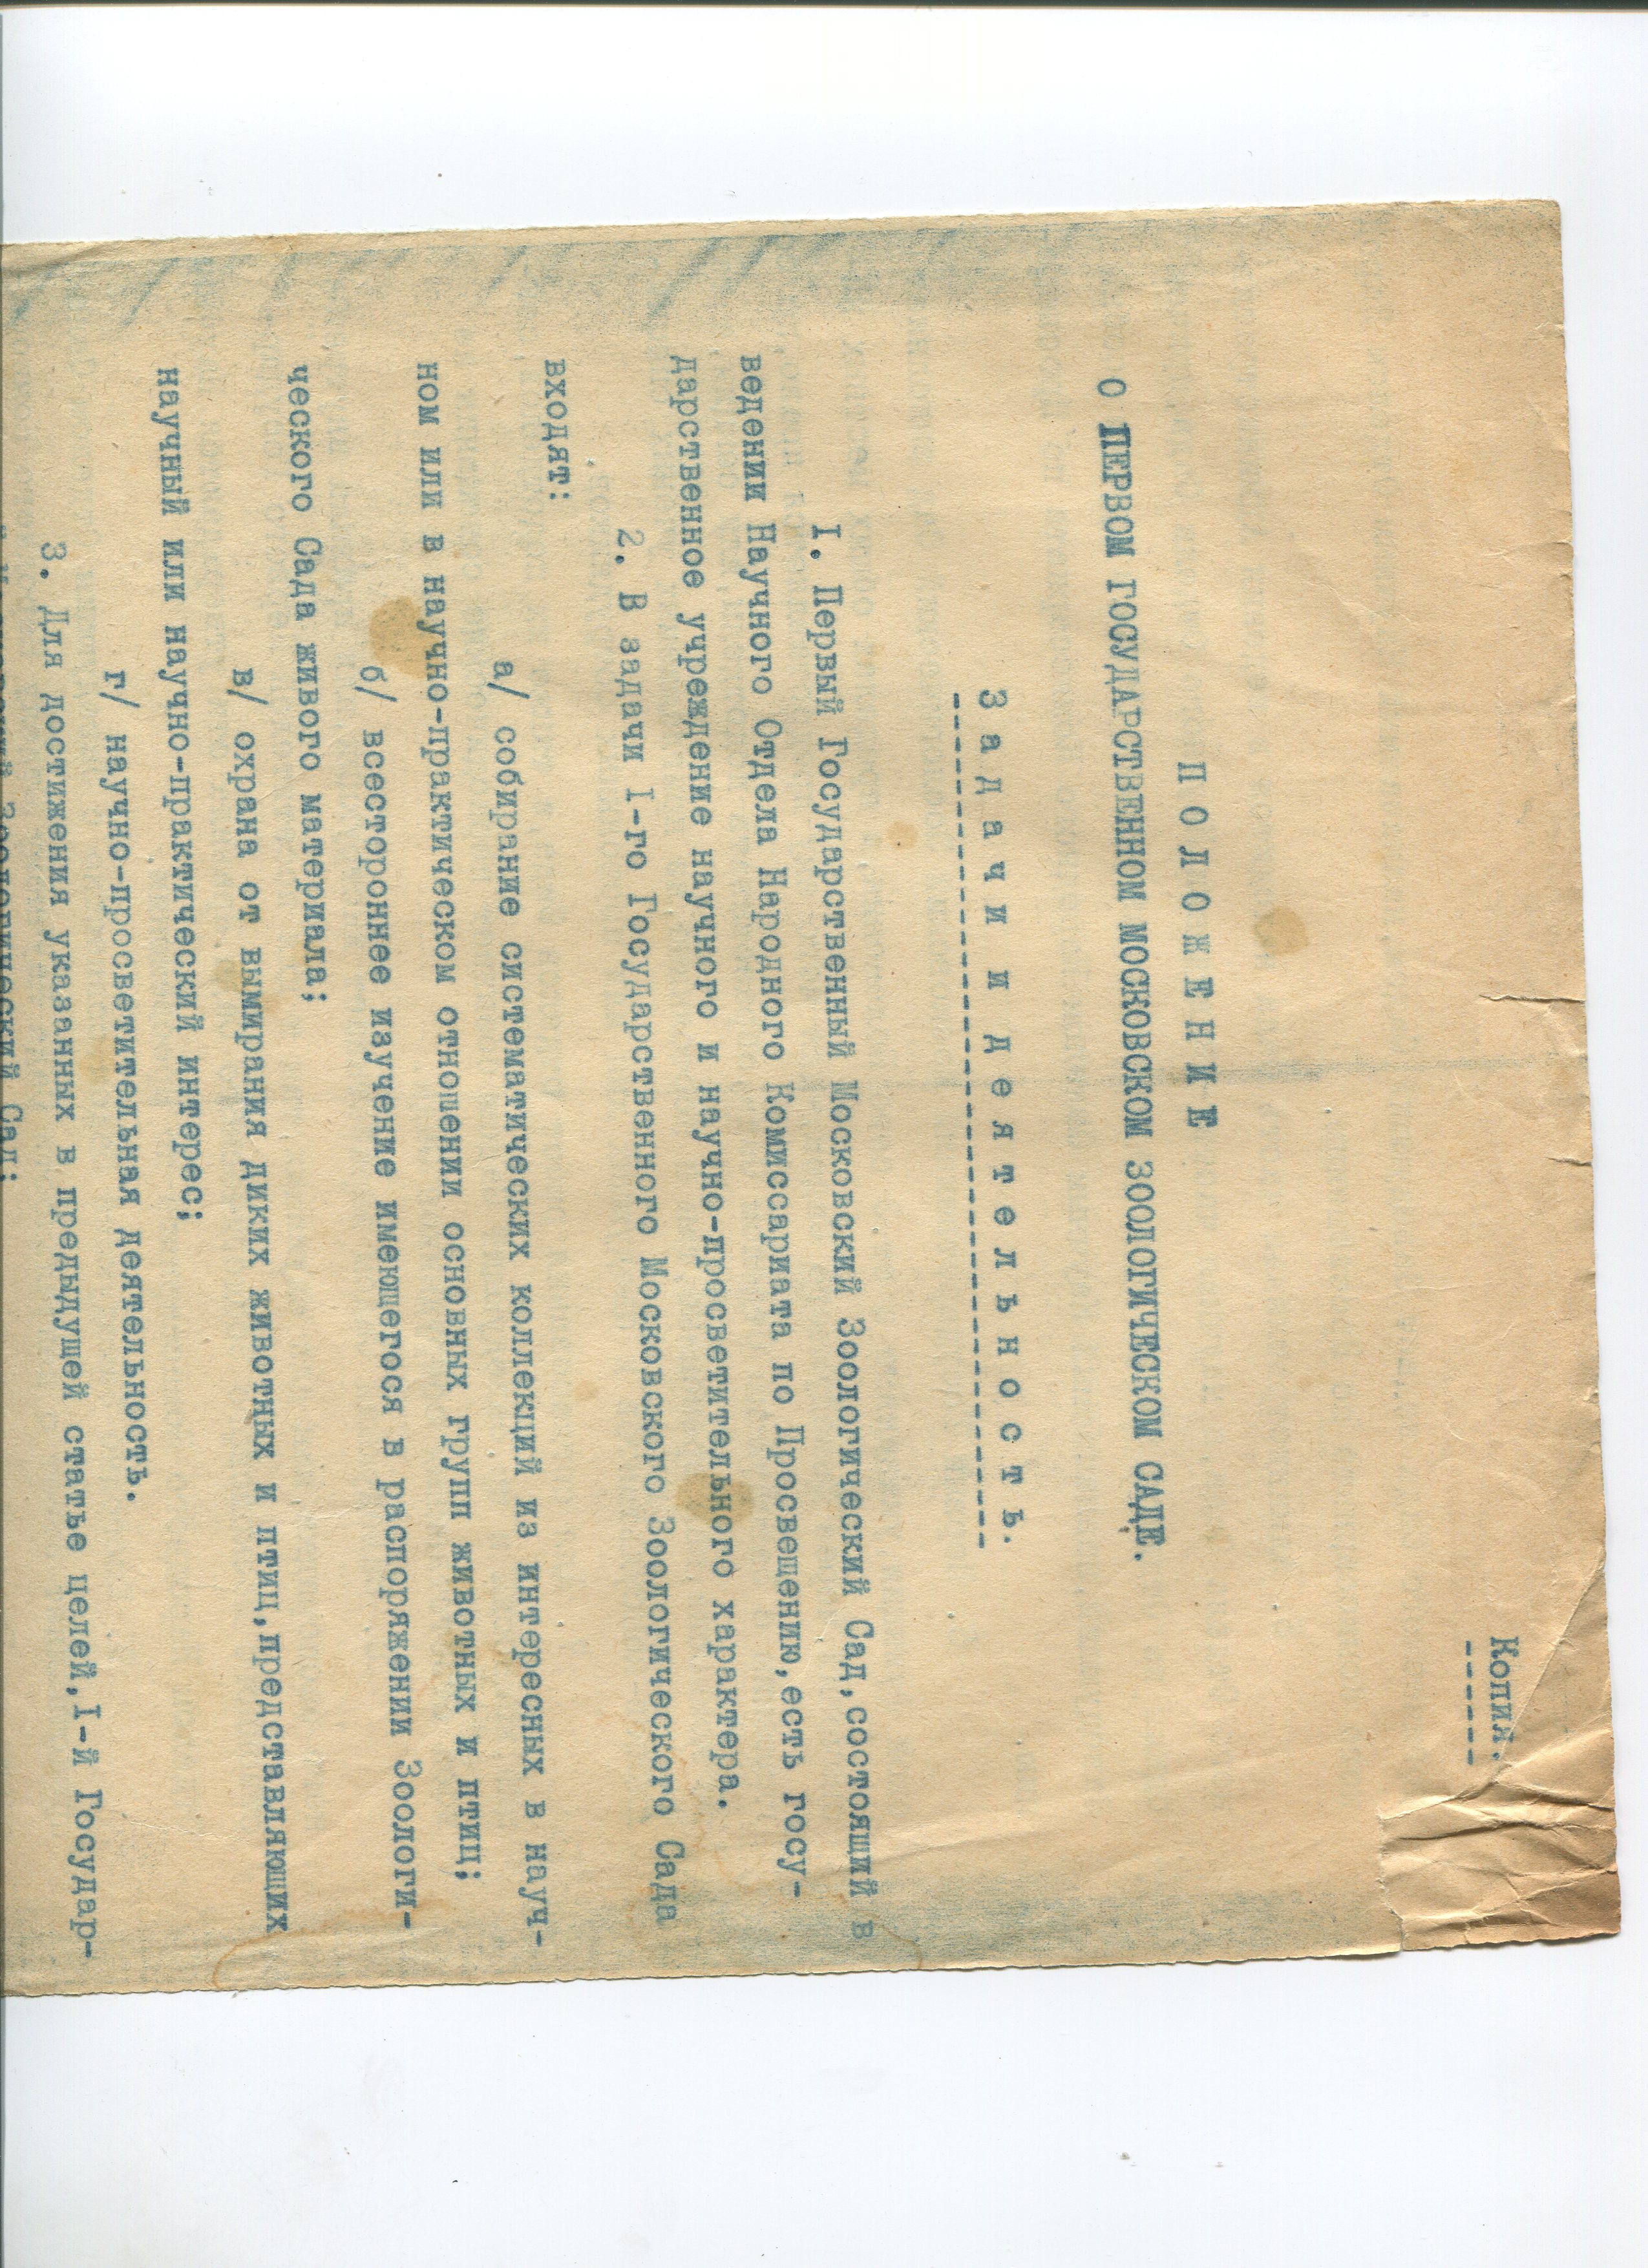 Копия.
------
П О Л О Ж Е Н И Е
О ПЕРВОМ ГОСУДАРСТВЕННОМ МОСКОВСКОМ ЗООЛОГИЧЕСКОМ САДЕ.
З а д а ч и и д е я т е л ь н о с т ь.
I. Первый Государственный Московский Зоологический Сад,состоящий в
ведении Научного Отдела Народного Комиссариата по Просвещению,есть госу-
дарственное учреждение научного и научно-просветительного характера.
2. В задачи I-го Государственного Московского Зоологического Сада
входят:
а/ собирание систематических колекций из интересных в науч-
ном или в научно-практическом отношении основных групп животных и птиц;
б/ всестороннее изучение имеющегося в распоряжении Зоологи-
ческого Сада живого материала;
в/ охрана от вымирания диких животных и птиц,представляющих
научный или научно-практический интерес;
г/ научно-просветительная деятельность.
3. Для достижения указанных в предыдущей статье целей,I-й Государ-
Зоологический Сад: